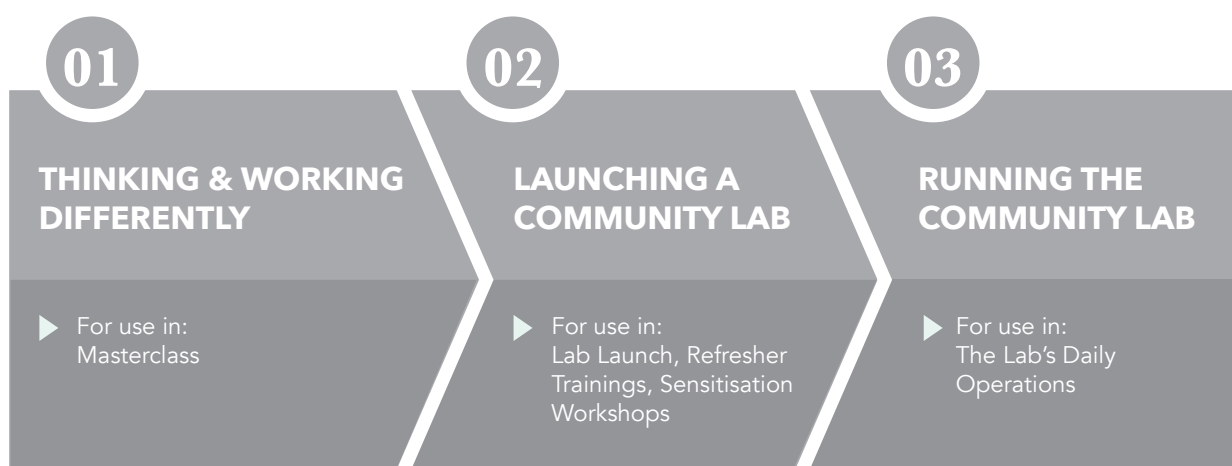 01
THINKING & WORKING
DIFFERENTLY
For use in:
Masterclass
02
LAUNCHING A
COMMUNITY LAB
For use in:
Lab Launch, Refresher
Trainings, Sensitisation
Workshops
03
RUNNING THE
COMMUNITY LAB
For use in:
The Lab’s Daily
Operations